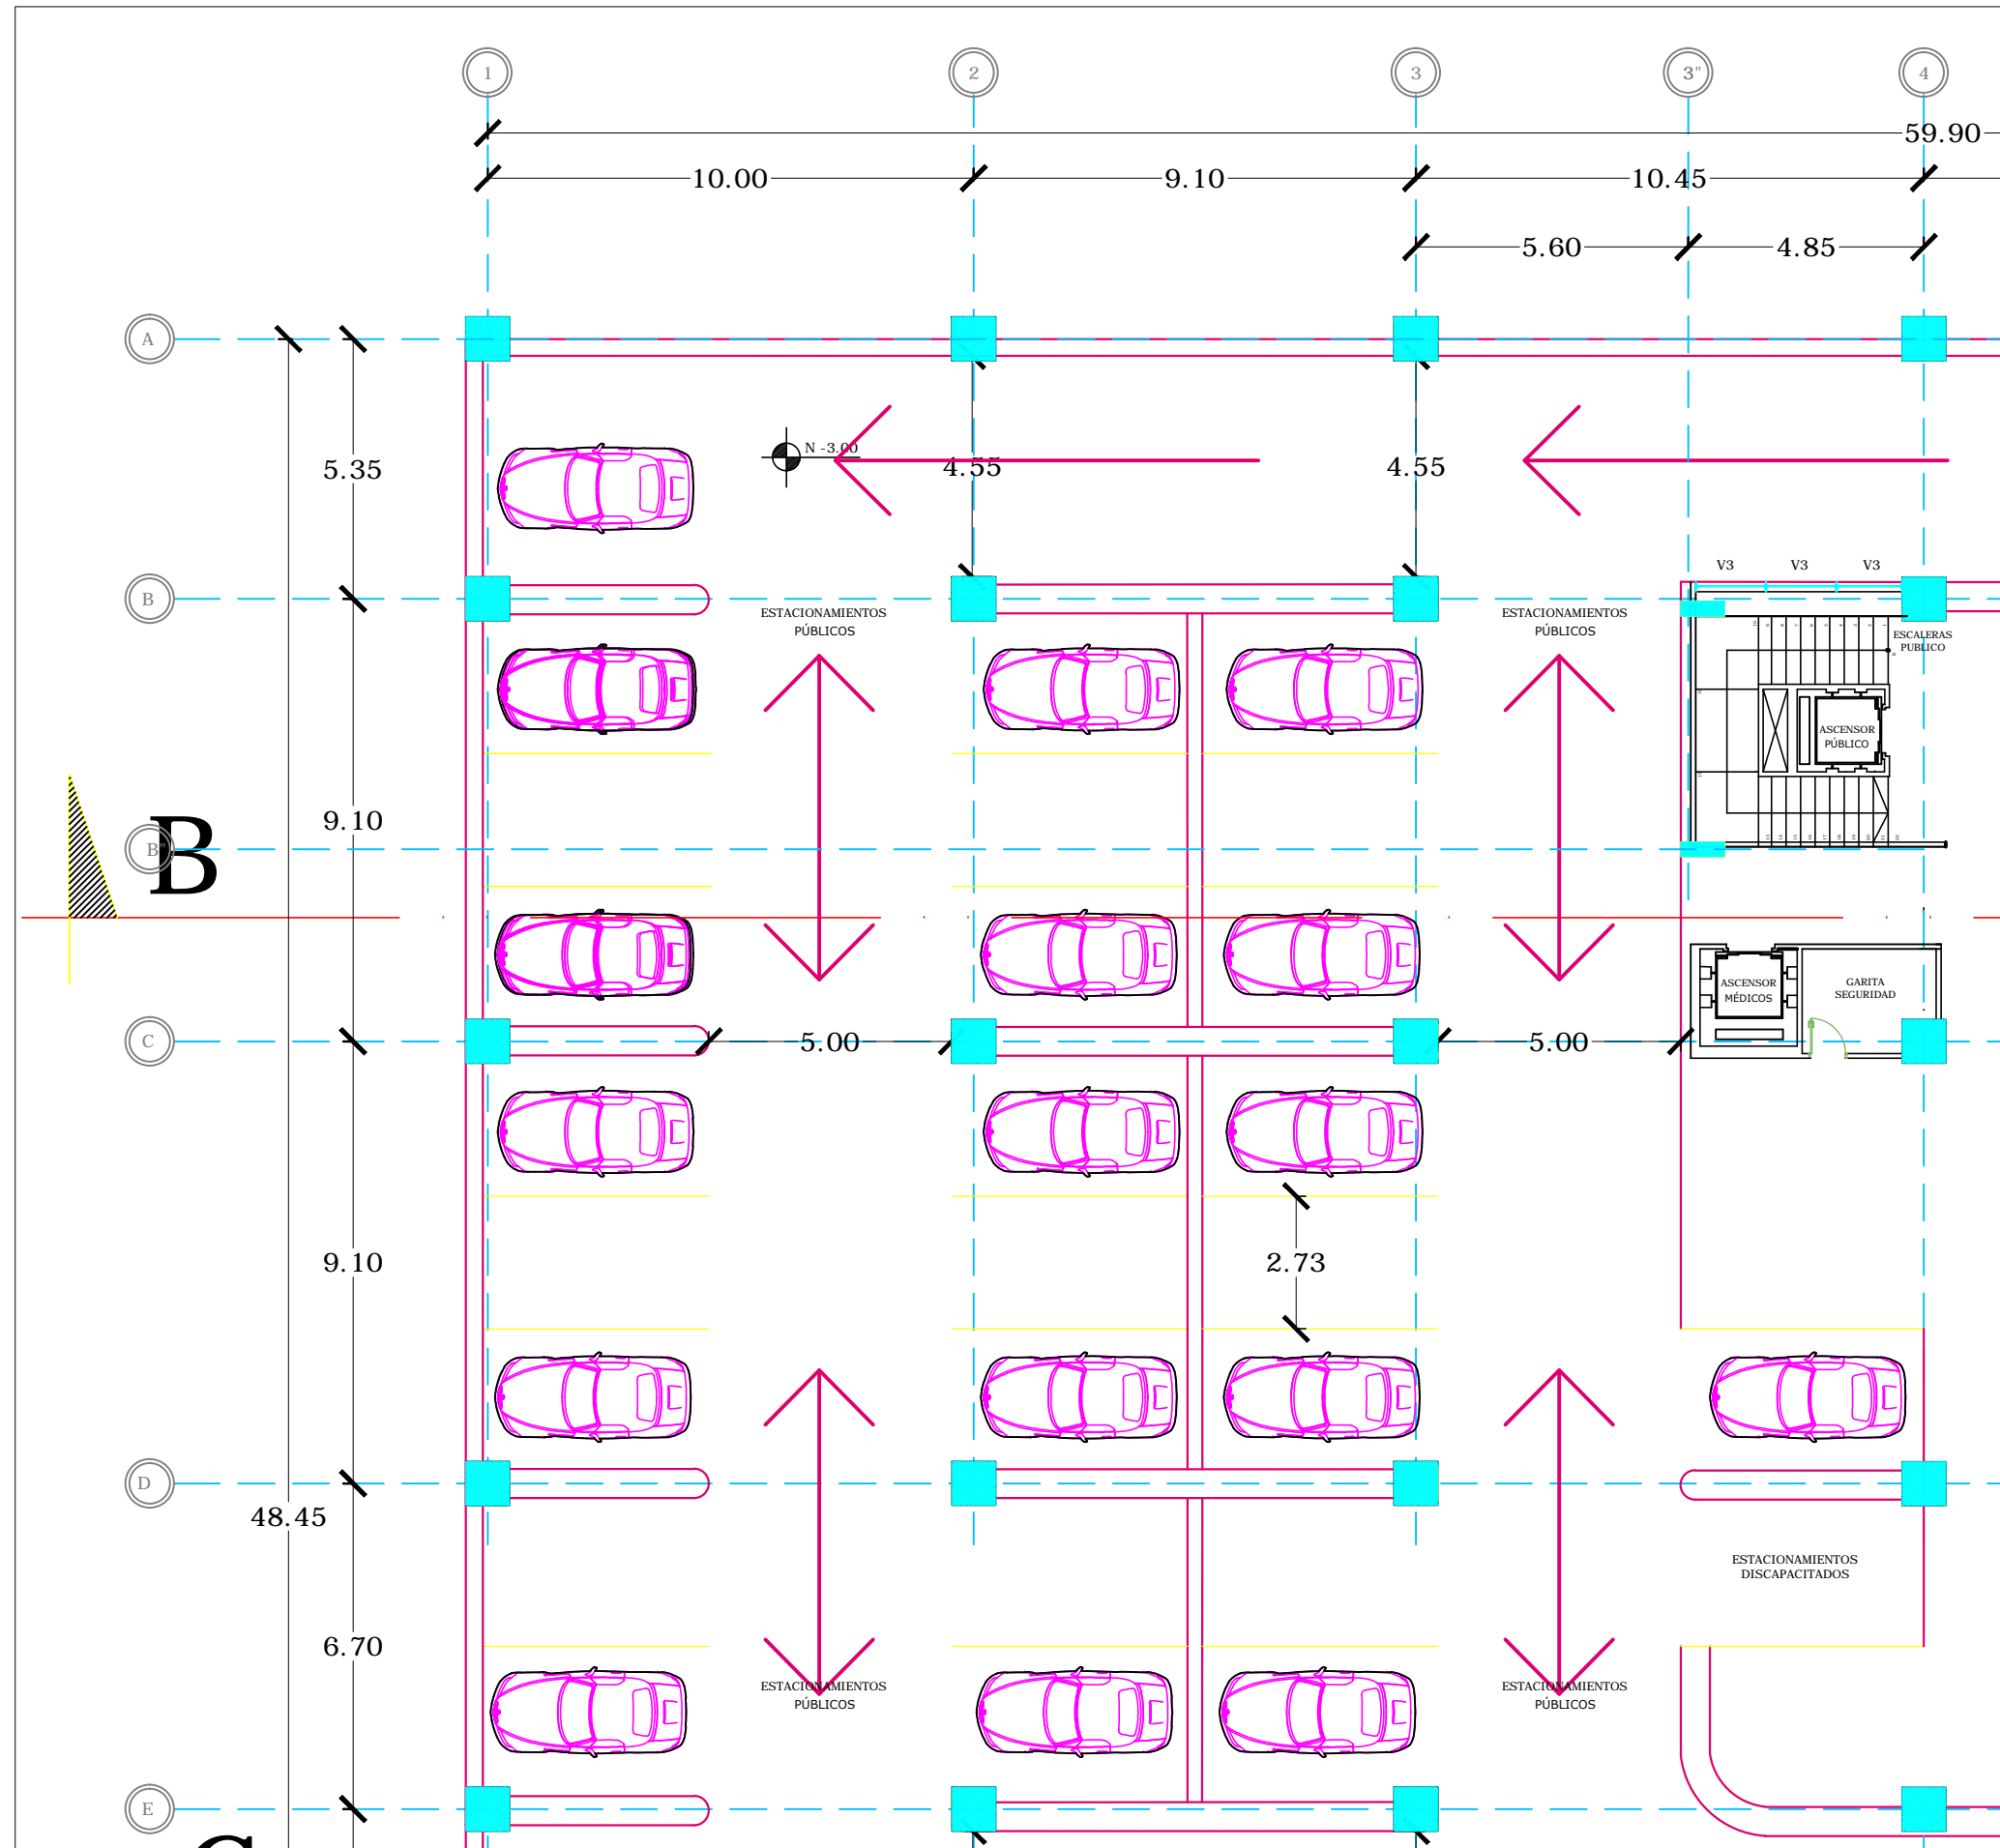 1
2
3
3"
4
59.90
10.00
9.10
10.45
5.60
4.85
A
5.35
N -3.00
4.55
4.55
B
V3
V3
V3
ESTACIONAMIENTOS
PÚBLICOS
ESTACIONAMIENTOS
PÚBLICOS
ESCALERAS
PUBLICO
ASCENSOR
PÚBLICO
9.10
B"
B
ASCENSOR
MÉDICOS
GARITA
SEGURIDAD
C
5.00
5.00
9.10
2.73
D
48.45
ESTACIONAMIENTOS
DISCAPACITADOS
6.70
ESTACIONAMIENTOS
PÚBLICOS
ESTACIONAMIENTOS
PÚBLICOS
E